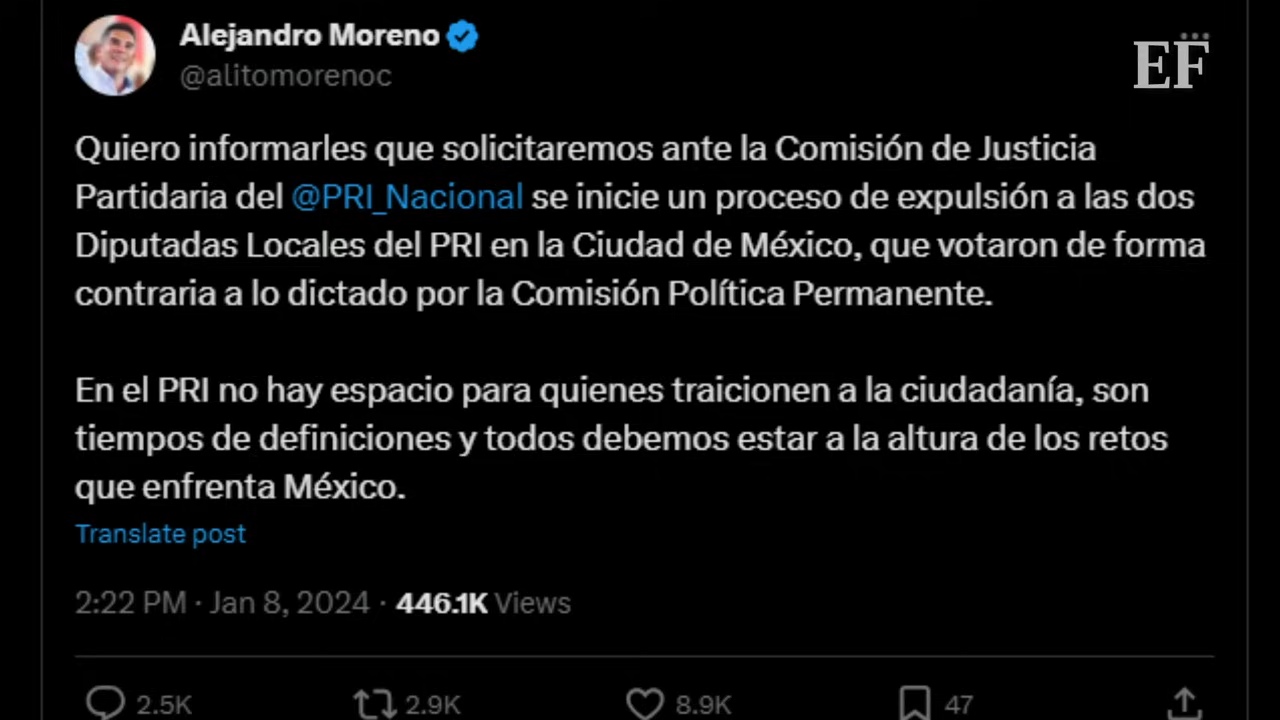 Alejandro Moreno
@alitomorenoc
EF
Quiero informarles que solicitaremos ante la Comisión de Justicia
Partidaria del @PRI_Nacional se inicie un proceso de expulsión a las dos
Diputadas Locales del PRI en la Ciudad de México, que votaron de forma
contraria a lo dictado por la Comisión Política Permanente.
En el PRI no hay espacio para quienes traicionen a la ciudadanía, son
tiempos de definiciones y todos debemos estar a la altura de los retos
que enfrenta México.
Translate post
2:22 PM · Jan 8, 2024 · 446.1K Views
2.5K 2.9K 8.9K 47